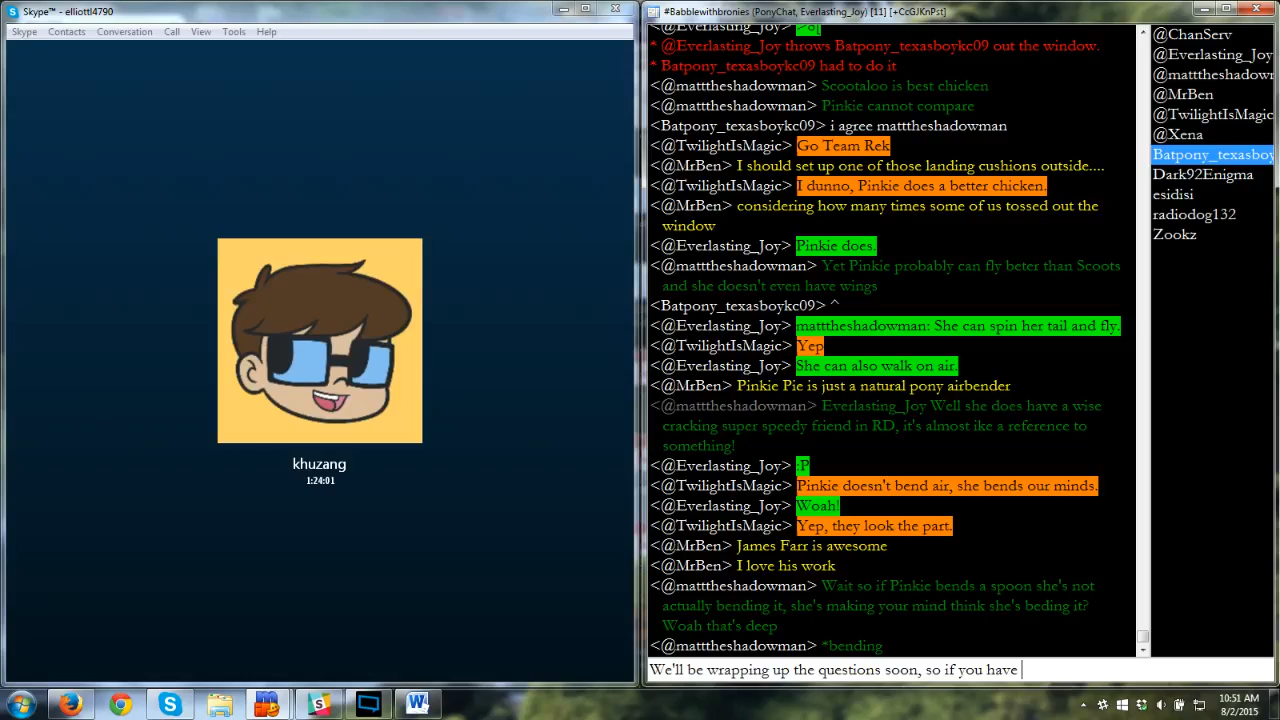 Skype™ - elliottl4790
Skype Contacts Conversation Call View Tools Help
khuzang
1:24:01
#Babblewithbronies (PonyChat, Everlasting_Joy) [11] [+CcGJKnPst]
<@Everlasting_Joy>
* @Everlasting_Joy throws Batpony_texasboykc09 out the window.
* Batpony_texasboykc09 had to do it
<@matttheshadowman> Scootaloo is best chicken
<@matttheshadowman> Pinkie cannot compare
<Batpony_texasboykc09> i agree matttheshadowman
<@TwilightIsMagic> Go Team Rek
<@MrBen> I should set up one of those landing cushions outside....
<@TwilightIsMagic> I dunno, Pinkie does a better chicken.
<@MrBen> considering how many times some of us tossed out the
window
<@Everlasting_Joy> Pinkie does.
<@matttheshadowman> Yet Pinkie probably can fly beter than Scoots
and she doesn't even have wings
<Batpony_texasboykc09> ^
<@Everlasting_Joy> matttheshadowman: She can spin her tail and fly.
<@TwilightIsMagic> Yep
<@Everlasting_Joy> She can also walk on air.
<@MrBen> Pinkie Pie is just a natural pony airbender
<@matttheshadowman> Everlasting_Joy Well she does have a wise
cracking super speedy friend in RD, it's almost ike a reference to
something!
<@Everlasting_Joy> :P
<@TwilightIsMagic> Pinkie doesn't bend air, she bends our minds.
<@Everlasting_Joy> Woah!
<@TwilightIsMagic> Yep, they look the part.
<@MrBen> James Farr is awesome
<@MrBen> I love his work
<@matttheshadowman> Wait so if Pinkie bends a spoon she's not
actually bending it, she's making your mind think she's beding it?
Woah that's deep
<@matttheshadowman> *bending
We'll be wrapping up the questions soon, so if you have
@ChanServ
@Everlasting_Joy
@matttheshadown
@MrBen
@TwilightIsMagic
@Xena
Batpony_texasboy
Dark92Enigma
esidisi
radiodog132
Zookz
10:51 AM
8/2/2015